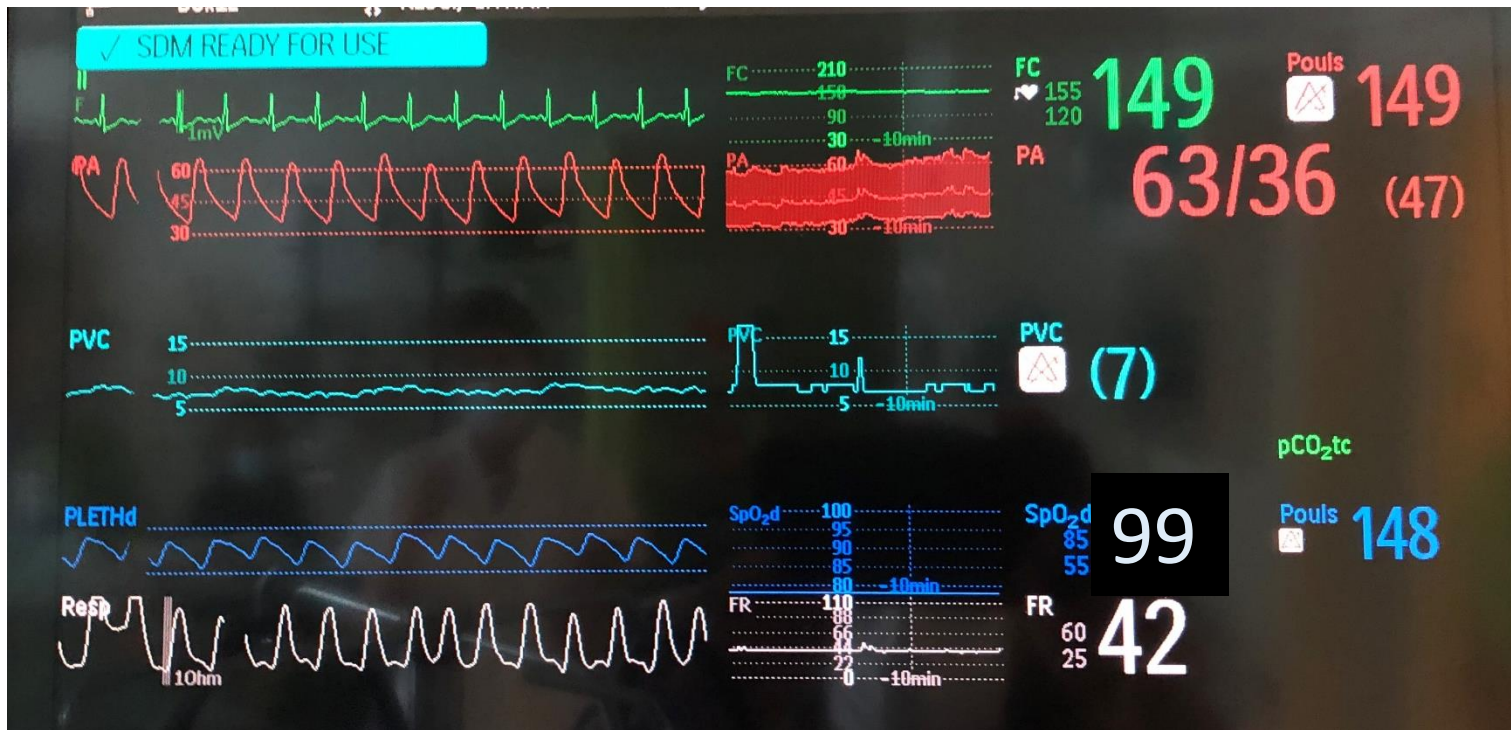 ✓ SDM READY FOR USE
II
F
1mV
FC 210
150
90
30 -10min
FC
155
120
149
Pouls
149
PA
60
45
30
PA 60
45
30 -10min
PA
63/36 (47)
PVC
15
10
5
PVC 15
10
5 -10min
PVC
(7)
pCO₂tc
PLETHd
SpO₂d 100
95
90
85
80 -10min
SpO₂d
85
55
99
Pouls
148
Resp
1Ohm
FR 110
88
66
44
22
0 -10min
FR
60
25
42